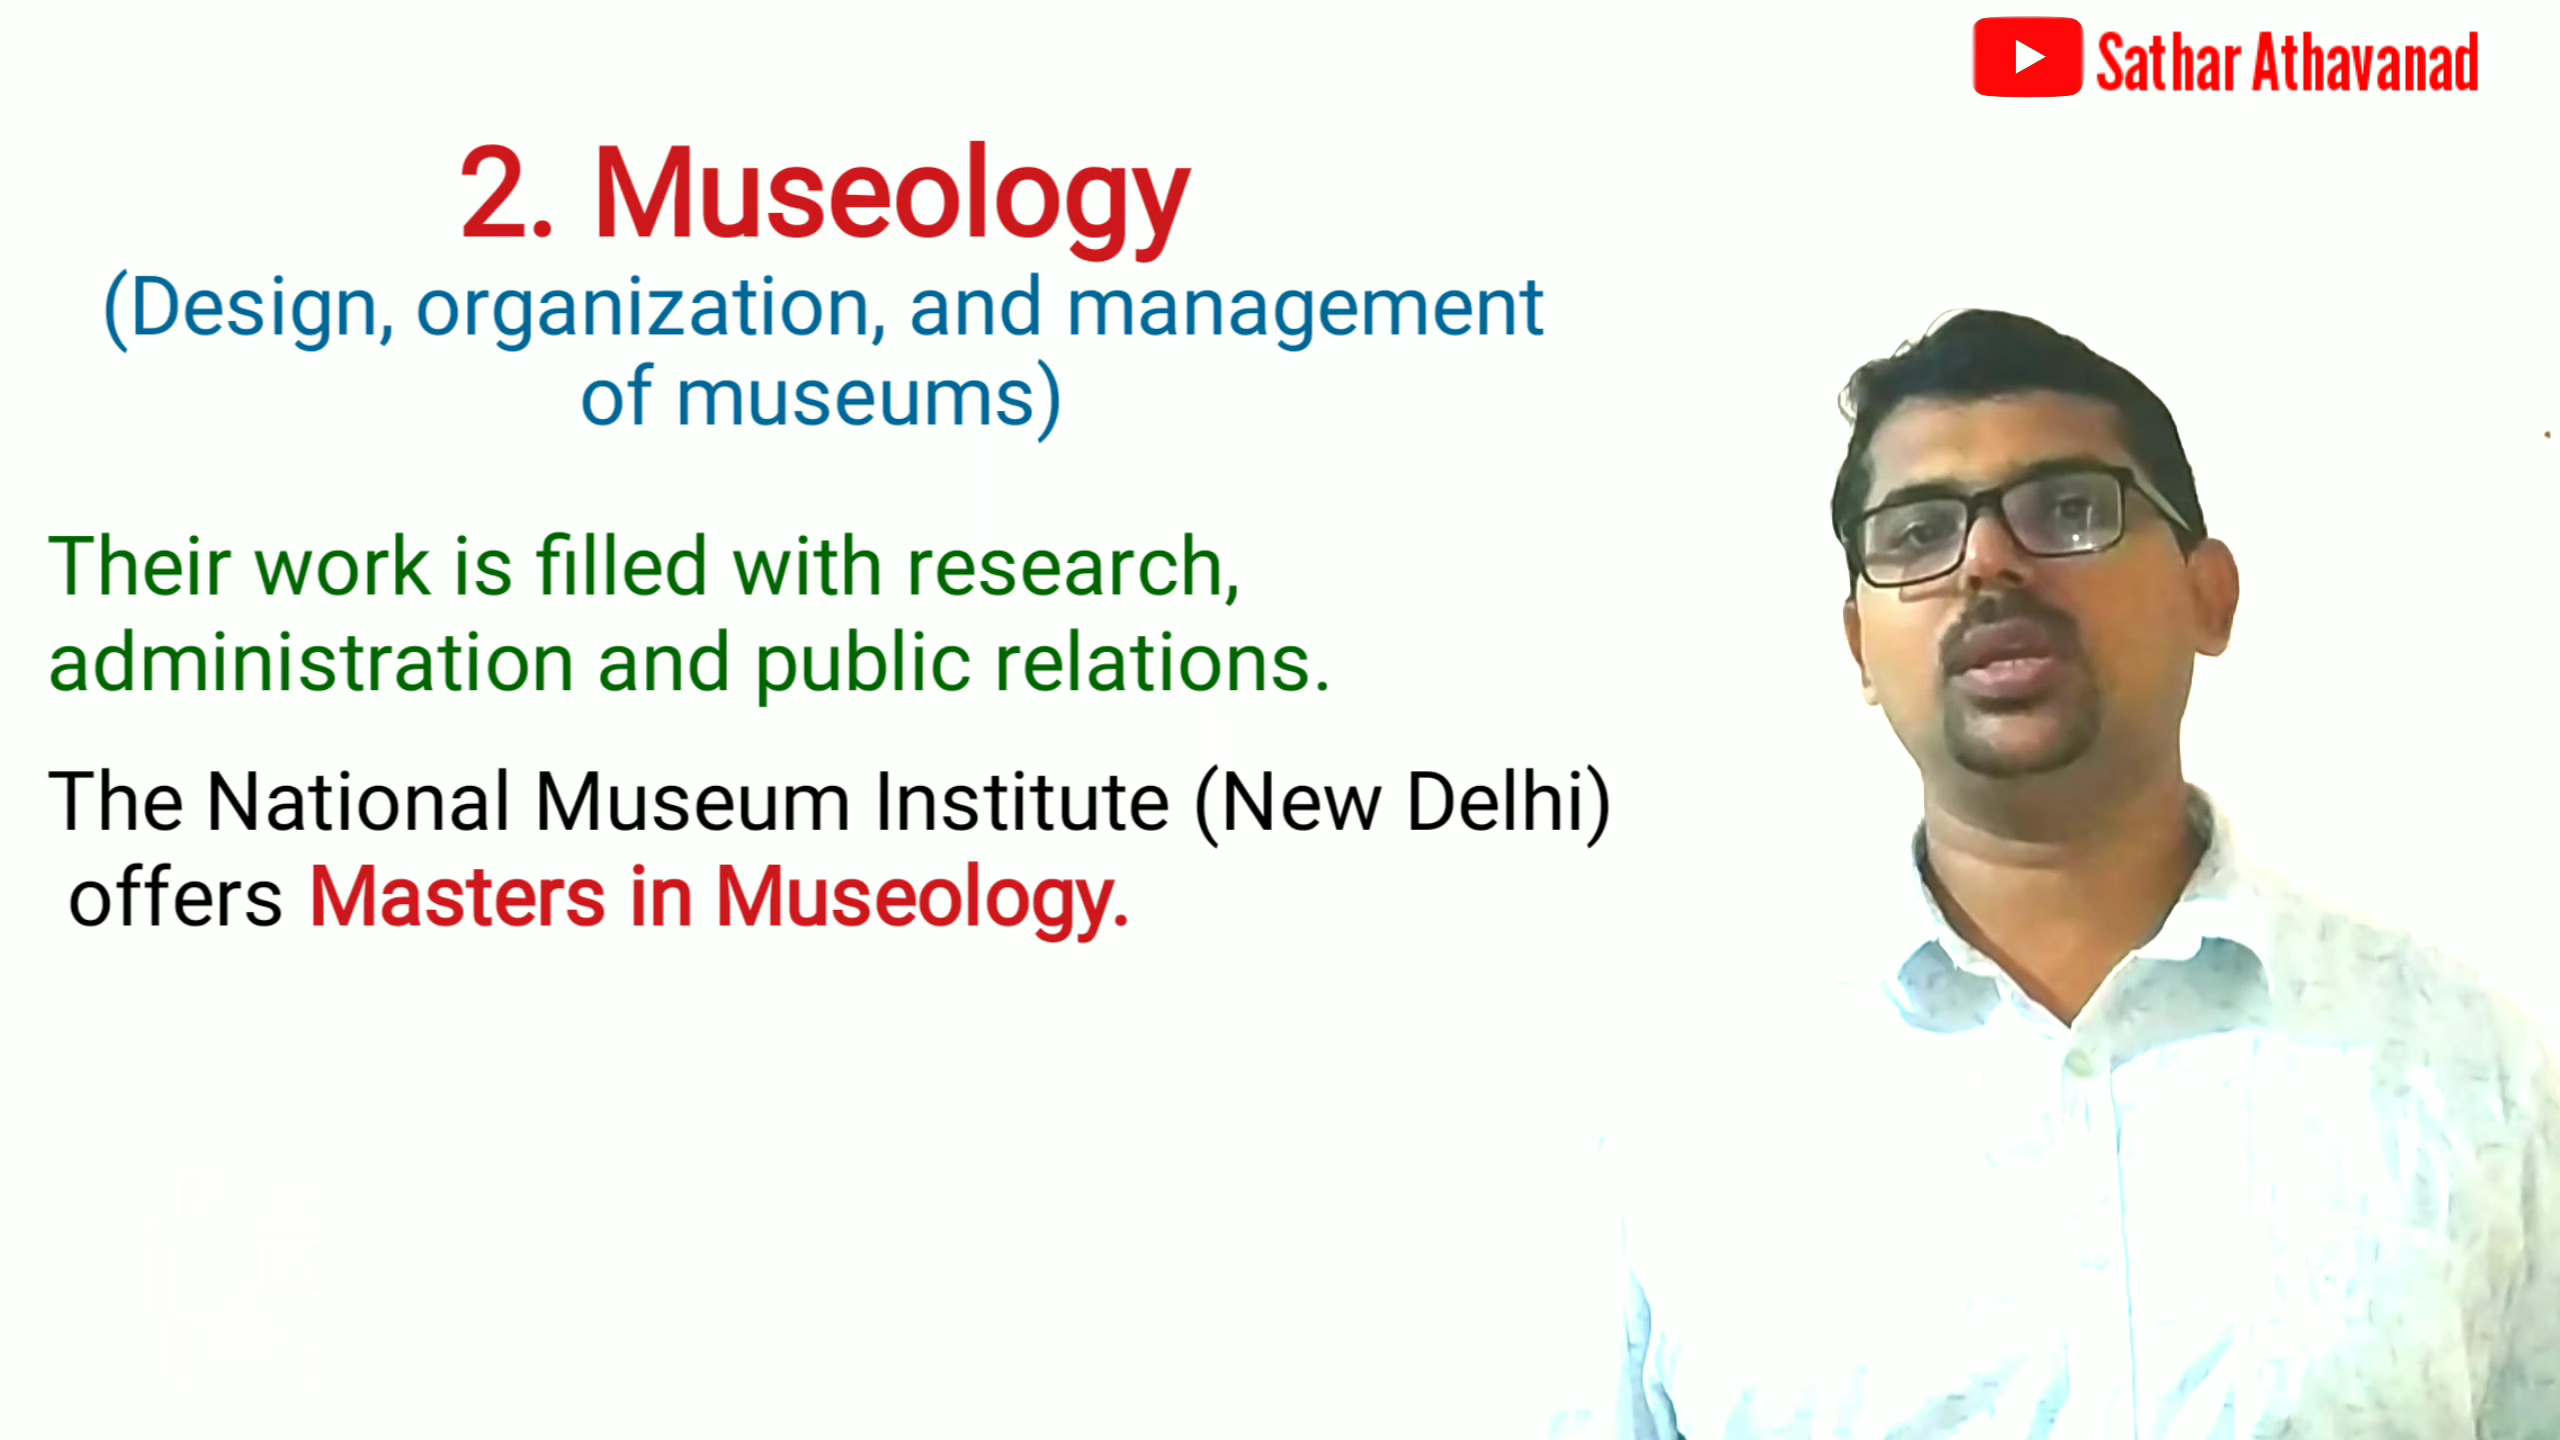 Sathar Athavanad
2. Museology
(Design, organization, and management
of museums)
Their work is filled with research,
administration and public relations.
The National Museum Institute (New Delhi)
offers Masters in Museology.